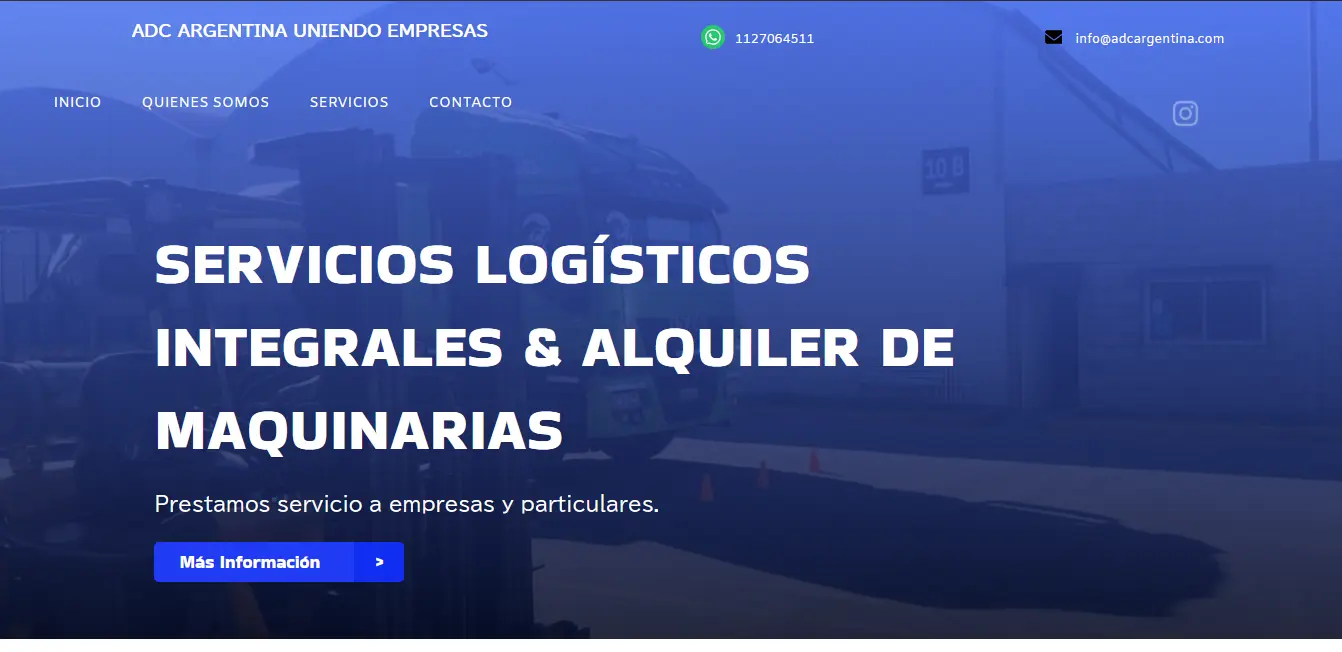 ADC ARGENTINA UNIENDO EMPRESAS
1127064511
info@adcargentina.com
INICIO
QUIENES SOMOS
SERVICIOS
CONTACTO
10 B
SERVICIOS LOGÍSTICOS
INTEGRALES & ALQUILER DE
MAQUINARIAS
Prestamos servicio a empresas y particulares.
Más Información >